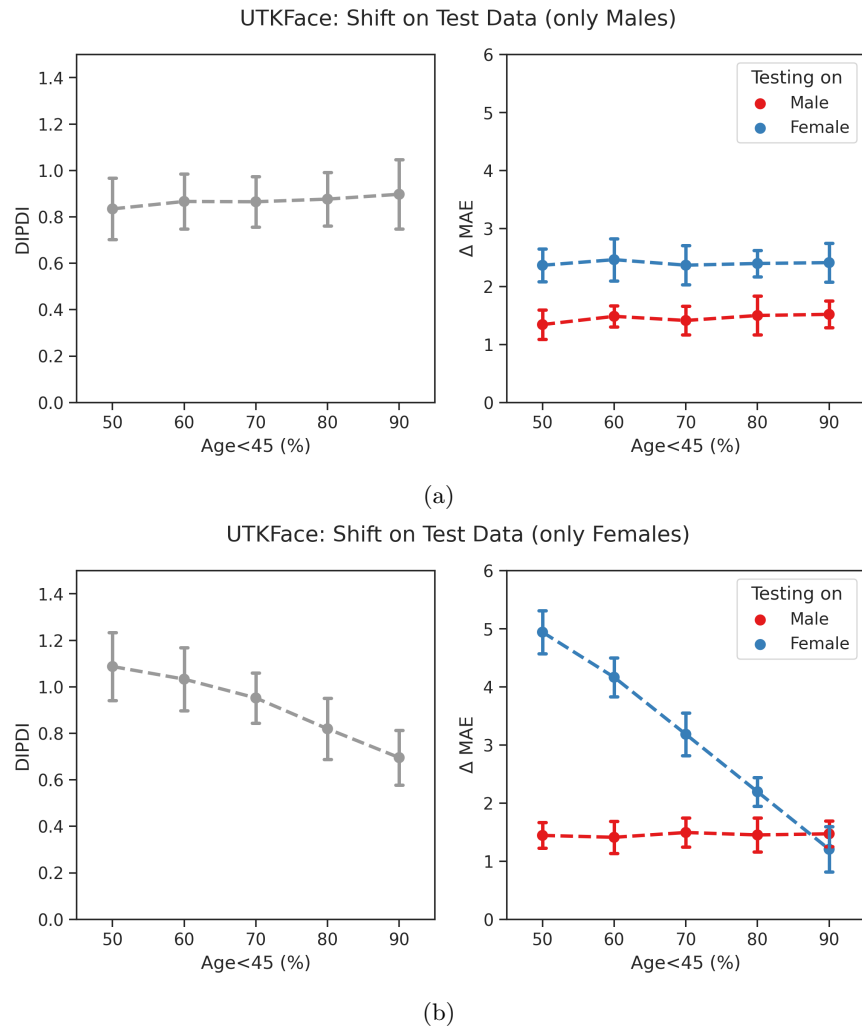 UTKFace: Shift on Test Data (only Males)
1.4
1.2
1.0
0.8
0.6
0.4
0.2
0.0
DIPDI
50 60 70 80 90
Age<45 (%)
6
5
4
3
2
1
0
Δ MAE
Testing on
Male
Female
50 60 70 80 90
Age<45 (%)
(a)
UTKFace: Shift on Test Data (only Females)
1.4
1.2
1.0
0.8
0.6
0.4
0.2
0.0
DIPDI
50 60 70 80 90
Age<45 (%)
6
5
4
3
2
1
0
Δ MAE
Testing on
Male
Female
50 60 70 80 90
Age<45 (%)
(b)